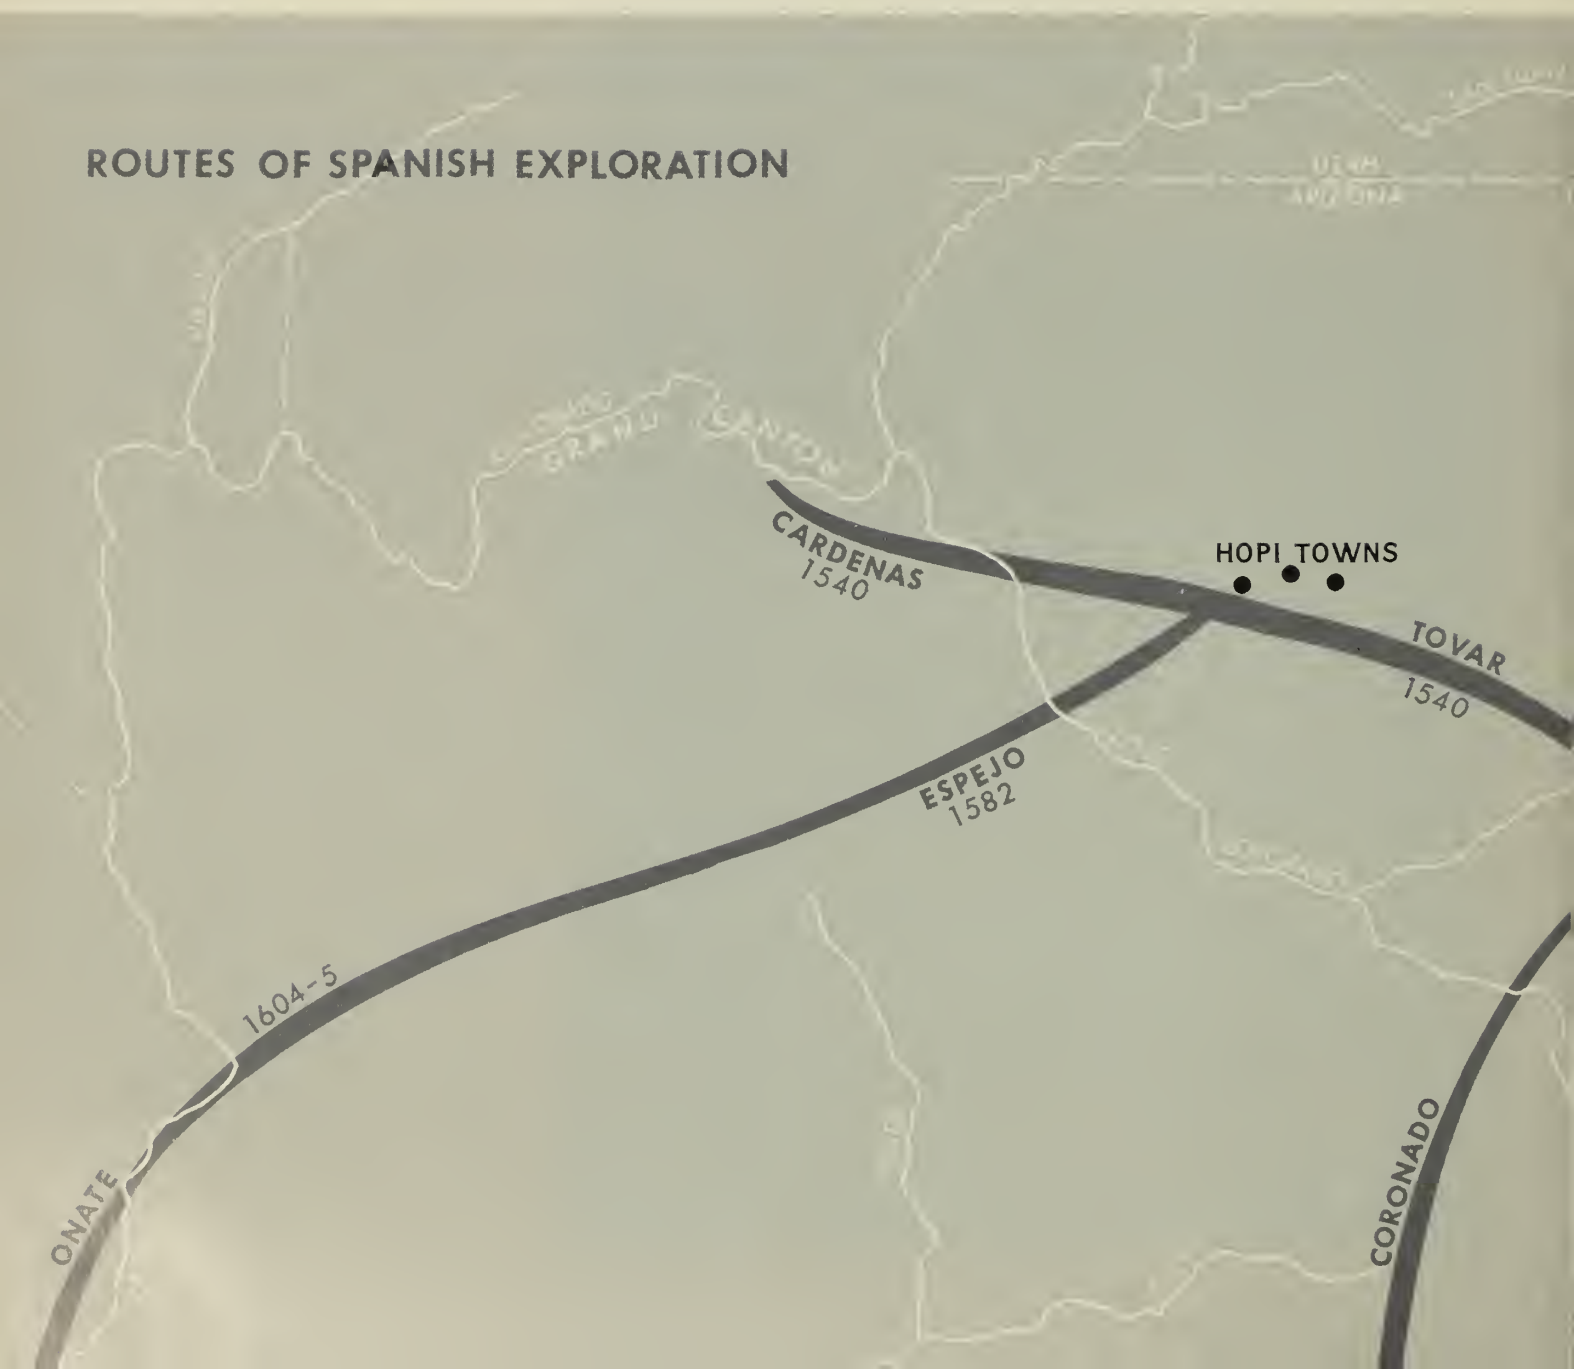 ROUTES OF SPANISH EXPLORATION
UTAH
ARIZONA
GRAND CANYON
CARDENAS
1540
HOPI TOWNS
TOVAR
1540
ESPEJO
1582
1604-5
ONATE
CORONADO